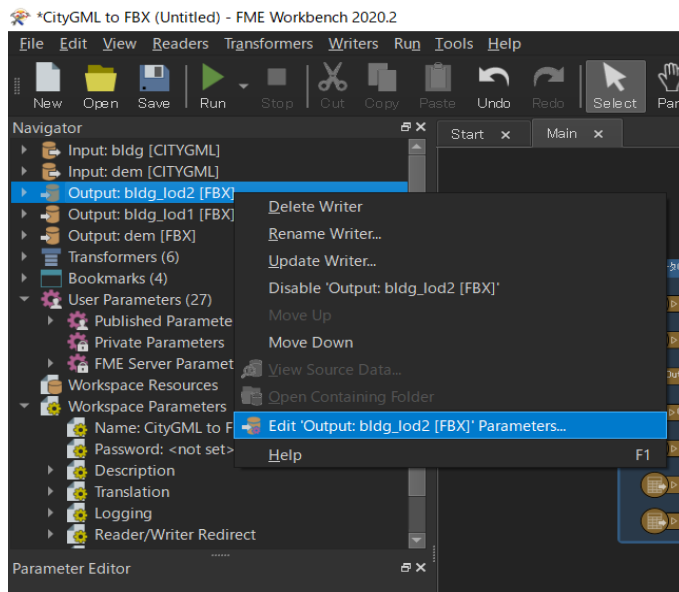 *CityGML to FBX (Untitled) - FME Workbench 2020.2
File Edit View Readers Transformers Writers Run Tools Help
New Open Save Run Stop Cut Copy Paste Undo Redo Select Pan
Navigator
Start Main
Input: bldg [CITYGML]
Input: dem [CITYGML]
Output: bldg_lod2 [FBX]
Output: bldg_lod1 [FBX]
Output: dem [FBX]
Transformers (6)
Bookmarks (4)
User Parameters (27)
Published Paramete
Private Parameters
FME Server Paramet
Workspace Resources
Workspace Parameters
Name: CityGML to F
Password: <not set>
Description
Translation
Logging
Reader/Writer Redirect
Parameter Editor
Delete Writer
Rename Writer...
Update Writer...
Disable 'Output: bldg_lod2 [FBX]'
Move Up
Move Down
View Source Data...
Open Containing Folder
Edit 'Output: bldg_lod2 [FBX]' Parameters...
Help F1